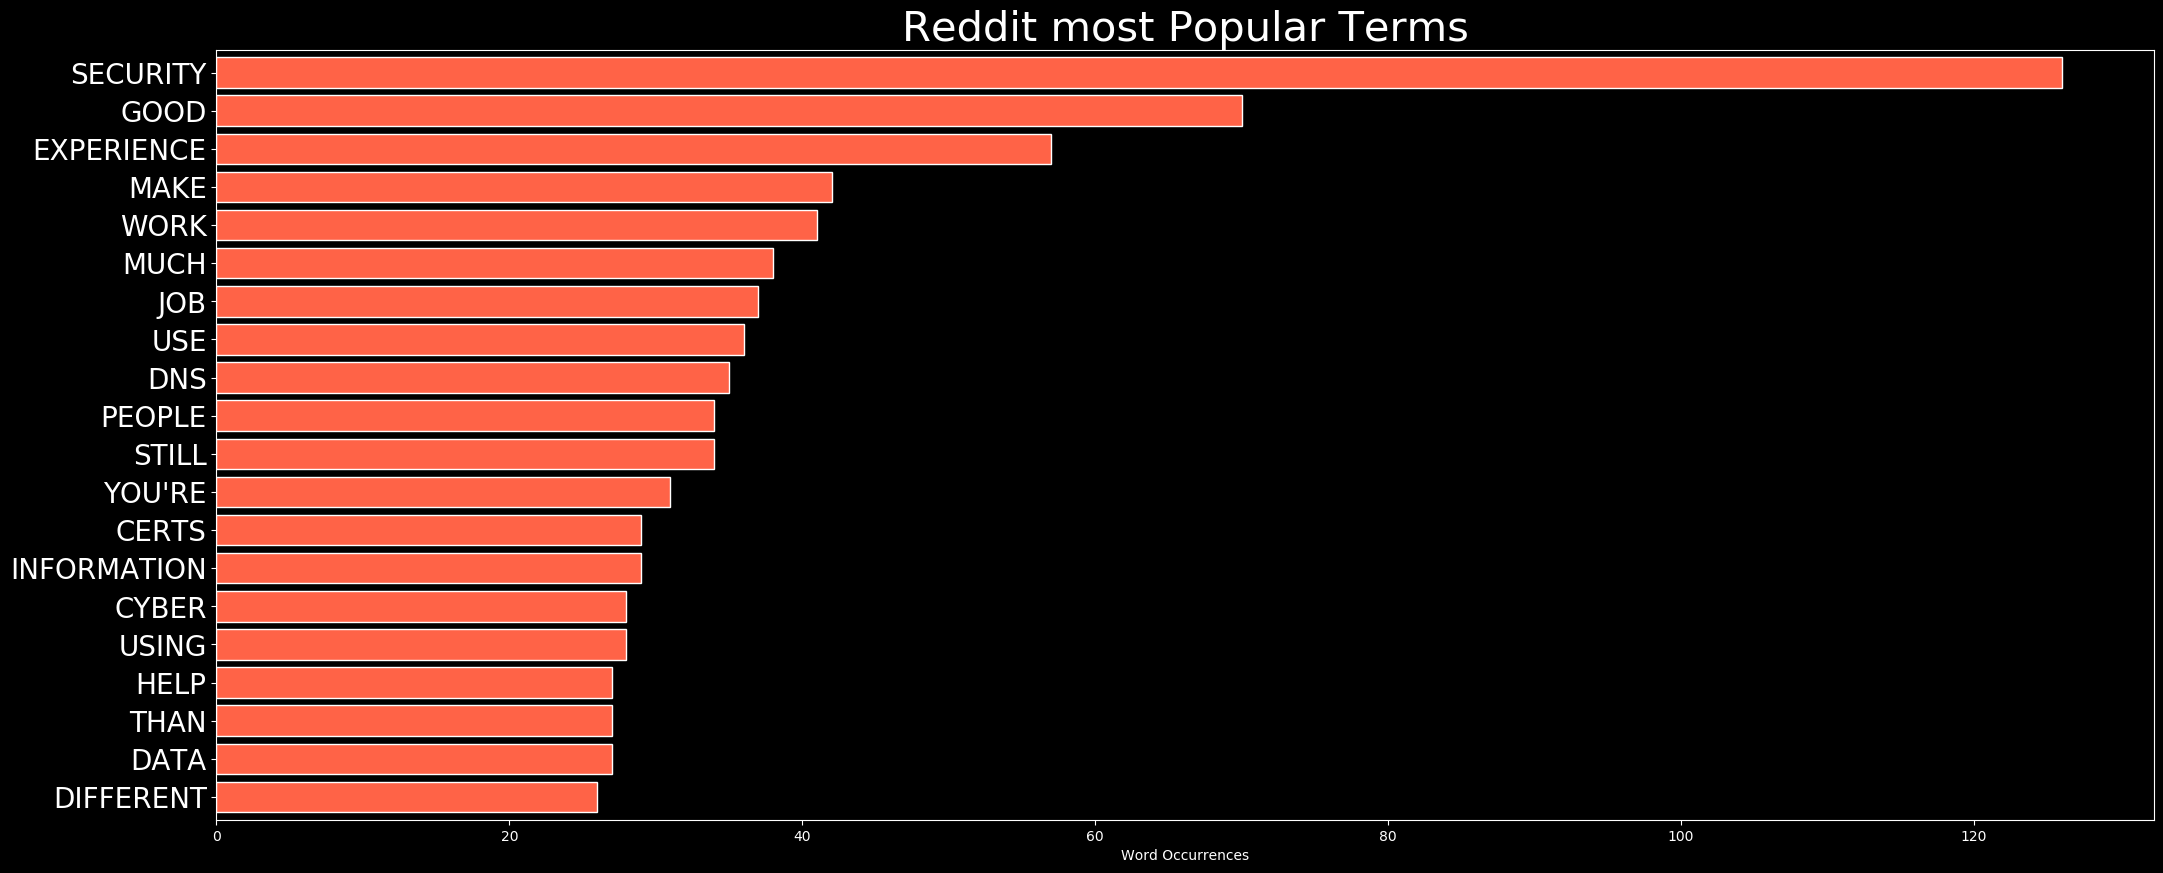 Reddit most Popular Terms
SECURITY
GOOD
EXPERIENCE
MAKE
WORK
MUCH
JOB
USE
DNS
PEOPLE
STILL
YOU'RE
CERTS
INFORMATION
CYBER
USING
HELP
THAN
DATA
DIFFERENT
0 20 40 60 80 100 120
Word Occurrences